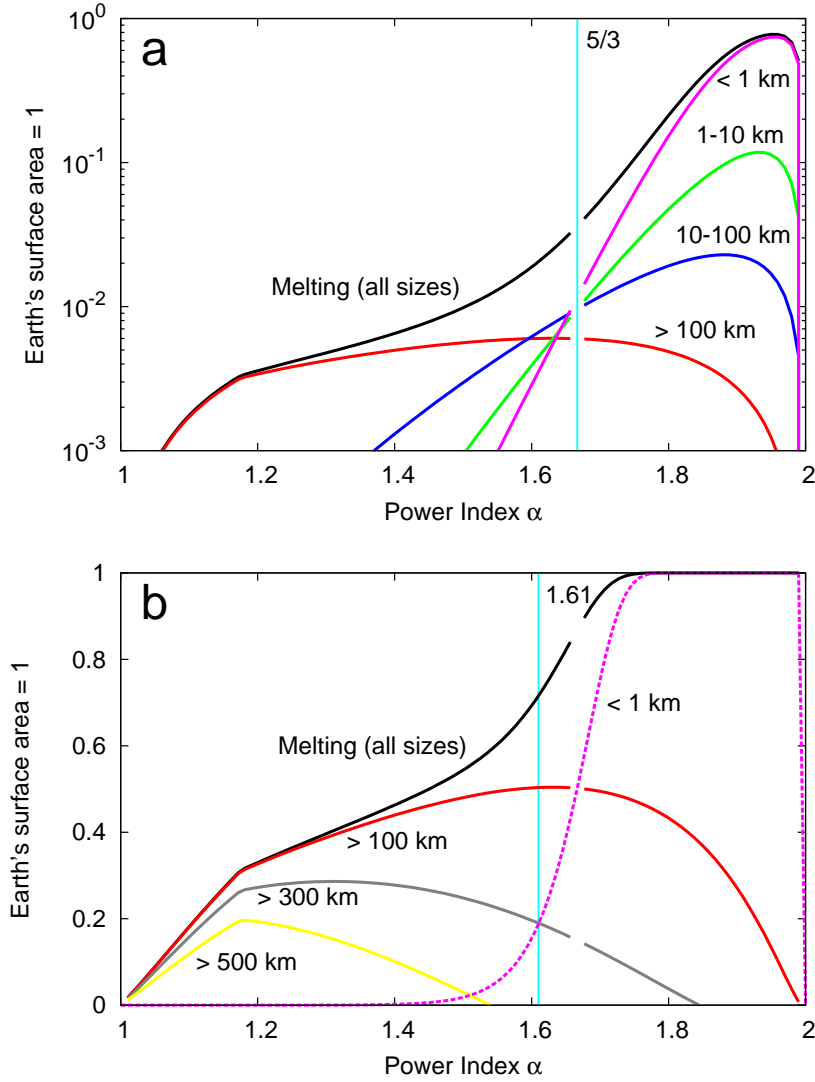 a
5/3
10^0
< 1 km
1-10 km
10^-1
10-100 km
Melting (all sizes)
10^-2
> 100 km
10^-3
Earth's surface area = 1
1 1.2 1.4 1.6 1.8 2
Power Index α
b
1.61
1
0.8
< 1 km
Melting (all sizes)
0.6
0.4
> 100 km
> 300 km
0.2
> 500 km
0
Earth's surface area = 1
1 1.2 1.4 1.6 1.8 2
Power Index α